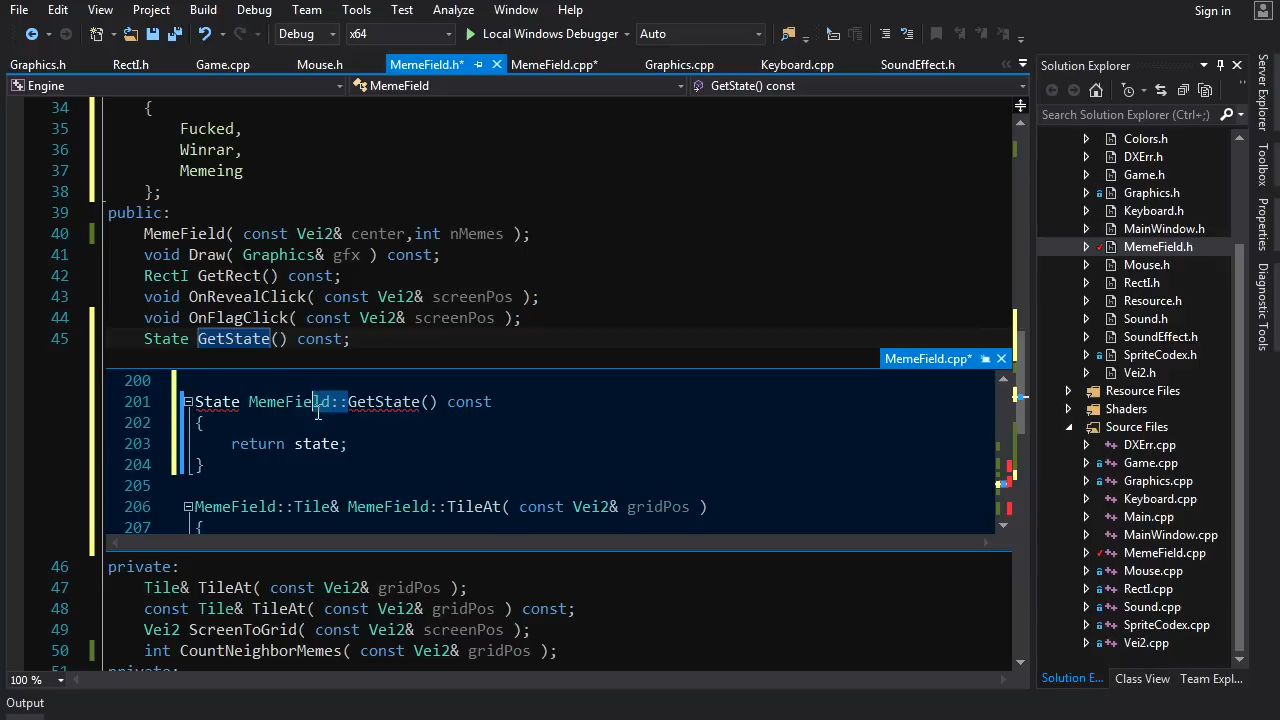 File Edit View Project Build Debug Team Tools Test Analyze Window Help Sign in
Debug x64 Local Windows Debugger Auto
Graphics.h RectI.h Game.cpp Mouse.h MemeField.h* MemeField.cpp* Graphics.cpp Keyboard.cpp SoundEffect.h
Engine MemeField GetState() const
34 {
35 Fucked,
36 Winrar,
37 Memeing
38 };
39 public:
40 MemeField( const Vei2& center,int nMemes );
41 void Draw( Graphics& gfx ) const;
42 RectI GetRect() const;
43 void OnRevealClick( const Vei2& screenPos );
44 void OnFlagClick( const Vei2& screenPos );
45 State GetState() const;
MemeField.cpp*
200
201 State MemeField::GetState() const
202 {
203 return state;
204 }
205
206 MemeField::Tile& MemeField::TileAt( const Vei2& gridPos )
207 {
46 private:
47 Tile& TileAt( const Vei2& gridPos );
48 const Tile& TileAt( const Vei2& gridPos ) const;
49 Vei2 ScreenToGrid( const Vei2& screenPos );
50 int CountNeighborMemes( const Vei2& gridPos );
51 private:
100 %
Output
Solution Explorer
Search Solution Explorer (Ctrl+;)
Colors.h
DXErr.h
Game.h
Graphics.h
Keyboard.h
MainWindow.h
MemeField.h
Mouse.h
RectI.h
Resource.h
Sound.h
SoundEffect.h
SpriteCodex.h
Vei2.h
Resource Files
Shaders
Source Files
DXErr.cpp
Game.cpp
Graphics.cpp
Keyboard.cpp
Main.cpp
MainWindow.cpp
MemeField.cpp
Mouse.cpp
RectI.cpp
Sound.cpp
SpriteCodex.cpp
Vei2.cpp
Solution E... Class View Team Expl...
Server Explorer
Toolbox
Properties
Diagnostic Tools